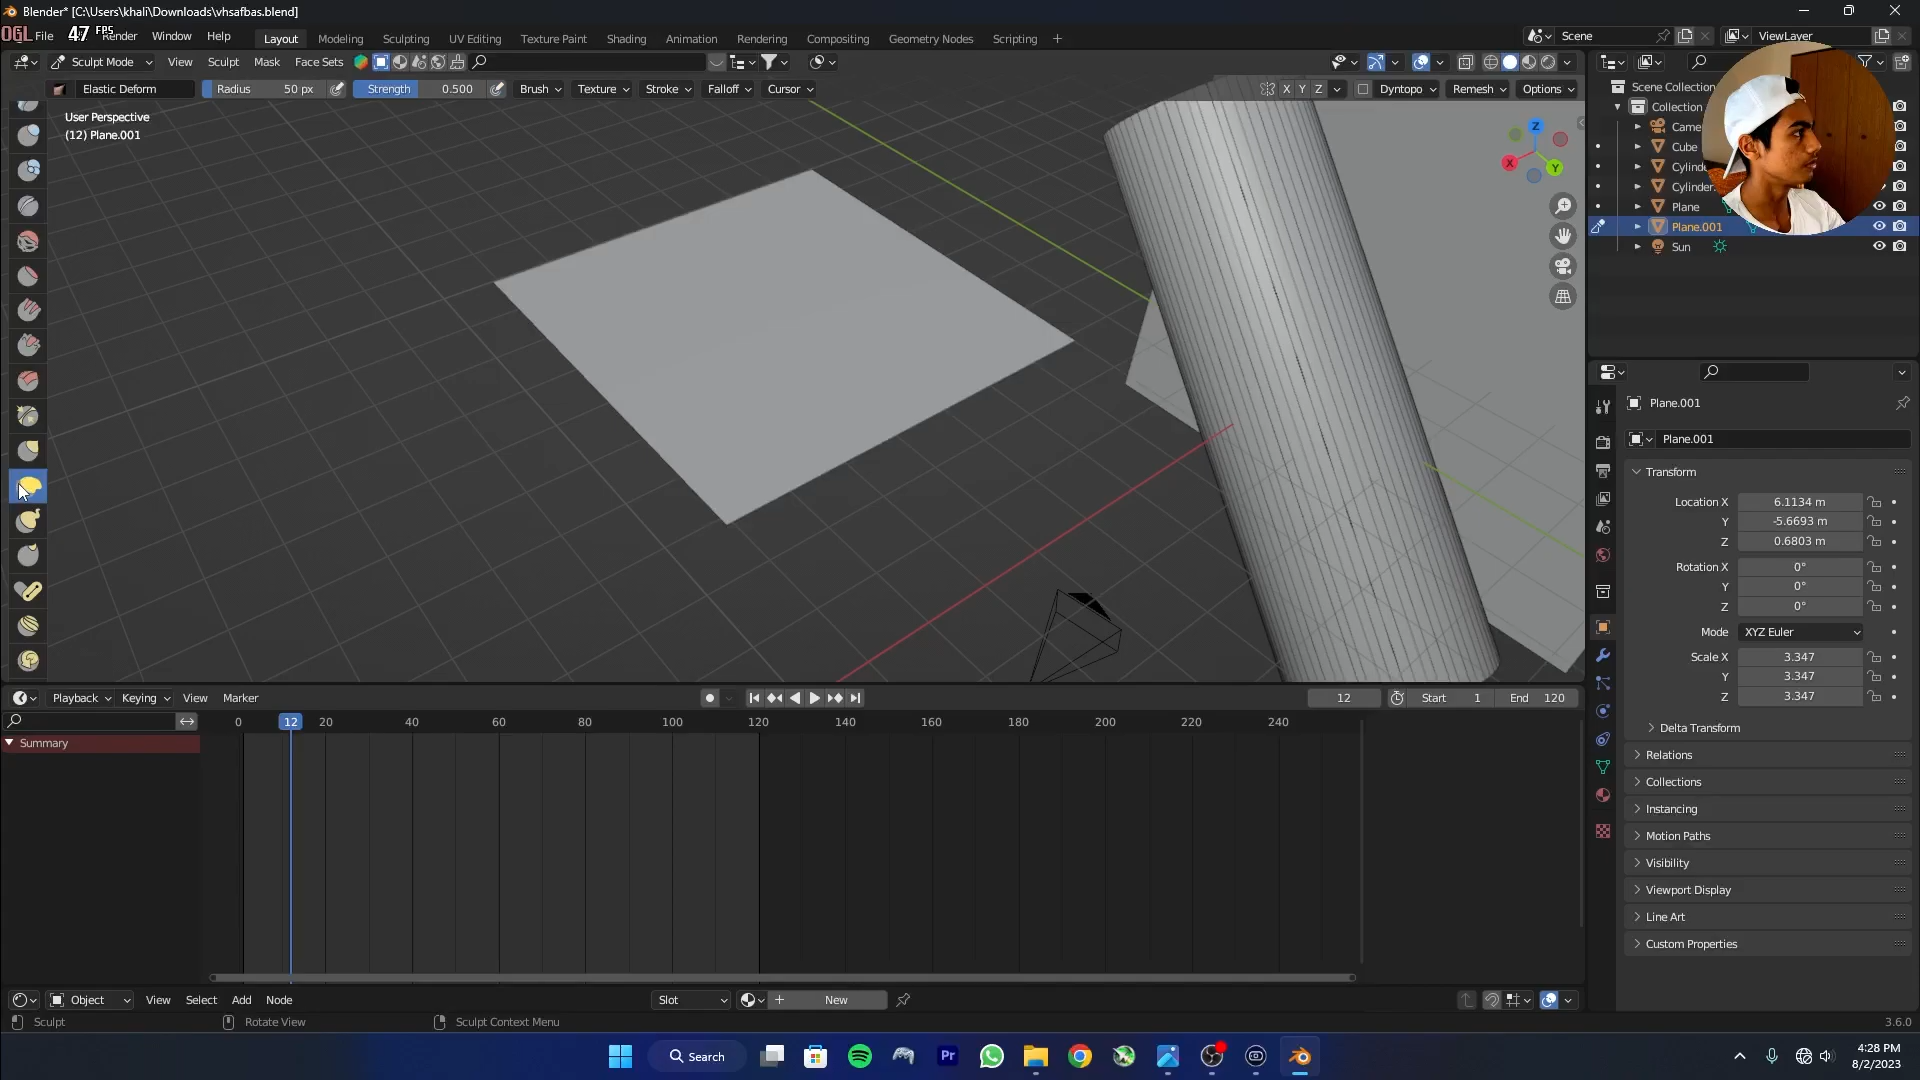 Blender* [C:\Users\khali\Downloads\vhsafbas.blend]
OGL 47 FPS
File Render Window Help Layout Modeling Sculpting UV Editing Texture Paint Shading Animation Rendering Compositing Geometry Nodes Scripting + Scene ViewLayer
Sculpt Mode View Sculpt Mask Face Sets
Elastic Deform Radius 50 px Strength 0.500 Brush Texture Stroke Falloff Cursor X Y Z Dyntopo Remesh Options
User Perspective
(12) Plane.001
Z
X
Y
Scene Collection
Collection
Came
Cube
Cylinde
Cylinder
Plane
Plane.001
Sun
Plane.001
Plane.001
Transform
Location X 6.1134 m
Y -5.6693 m
Z 0.6803 m
Rotation X 0°
Y 0°
Z 0°
Mode XYZ Euler
Scale X 3.347
Y 3.347
Z 3.347
Delta Transform
Relations
Collections
Instancing
Motion Paths
Visibility
Viewport Display
Line Art
Custom Properties
Playback Keying View Marker 12 Start 1 End 120
0 12 20 40 60 80 100 120 140 160 180 200 220 240
Summary
Object View Select Add Node Slot + New
Sculpt Rotate View Sculpt Context Menu 3.6.0
Search Pr
4:28 PM
8/2/2023